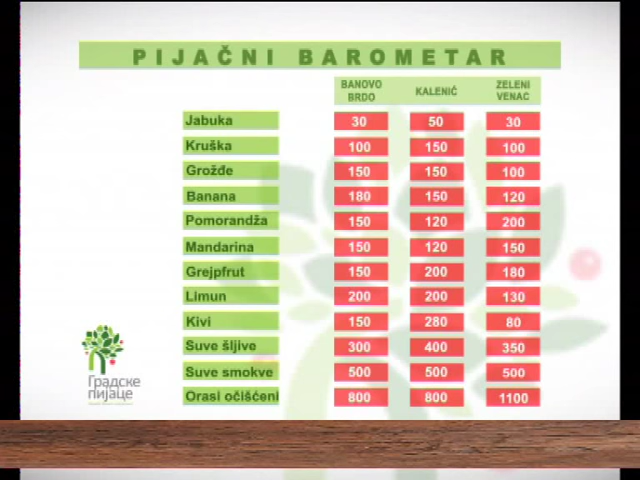 PIJAČNI BAROMETAR
BANOVO BRDO KALENIĆ ZELENI VENAC
Jabuka 30 50 30
Kruška 100 150 100
Grožđe 150 150 100
Banana 180 150 120
Pomorandža 150 120 200
Mandarina 150 120 150
Grejpfrut 150 200 180
Limun 200 200 130
Kivi 150 280 80
Suve šljive 300 400 350
Suve smokve 500 500 500
Orasi očišćeni 800 800 1100
Градске
пијаце